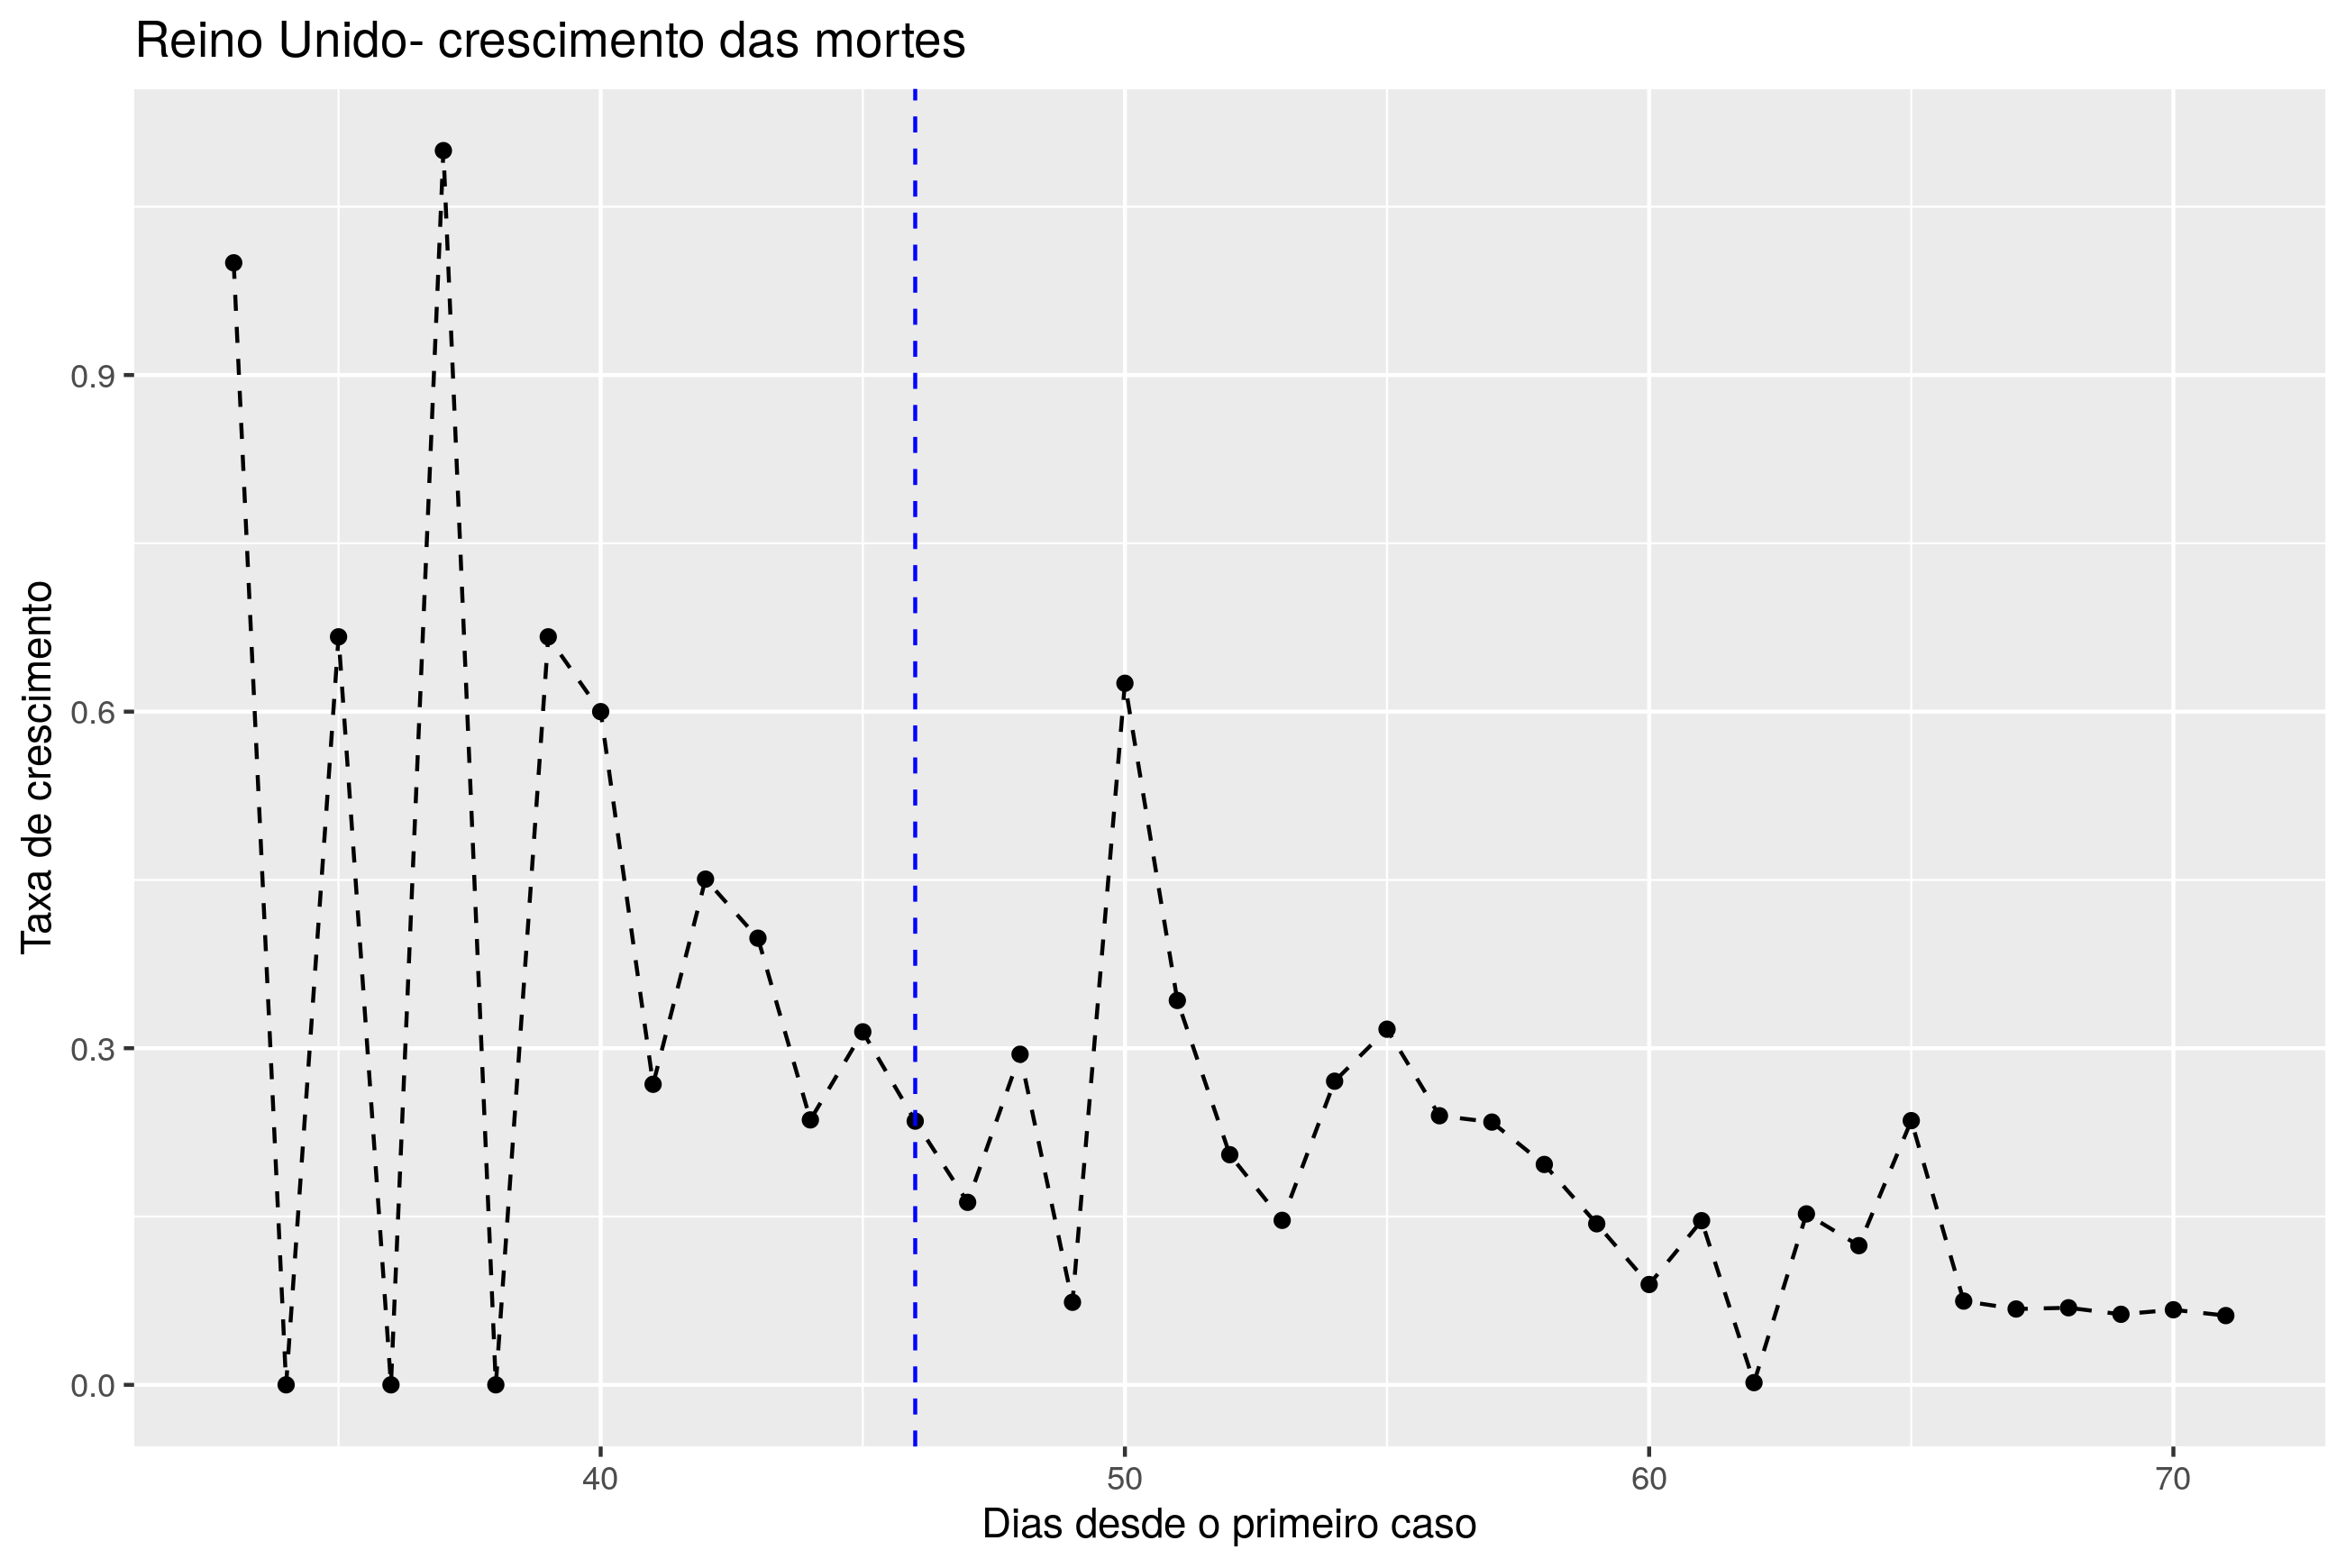 Reino Unido- crescimento das mortes
Taxa de crescimento
0.9
0.6
0.3
0.0
40 50 60 70
Dias desde o primeiro caso